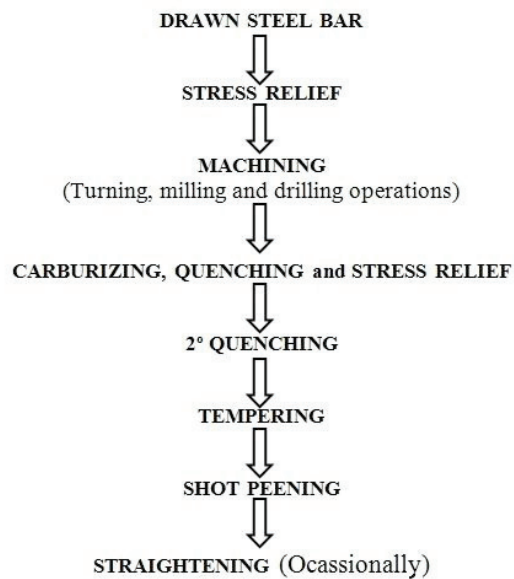 DRAWN STEEL BAR
STRESS RELIEF
MACHINING
(Turning, milling and drilling operations)
CARBURIZING, QUENCHING and STRESS RELIEF
2º QUENCHING
TEMPERING
SHOT PEENING
STRAIGHTENING (Ocassionally)